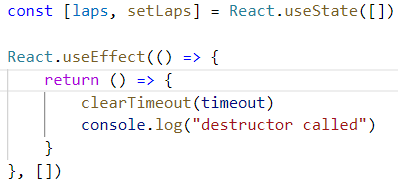 const [laps, setLaps] = React.useState([])
React.useEffect(() => {
return () => {
clearTimeout(timeout)
console.log("destructor called")
}
}, [])